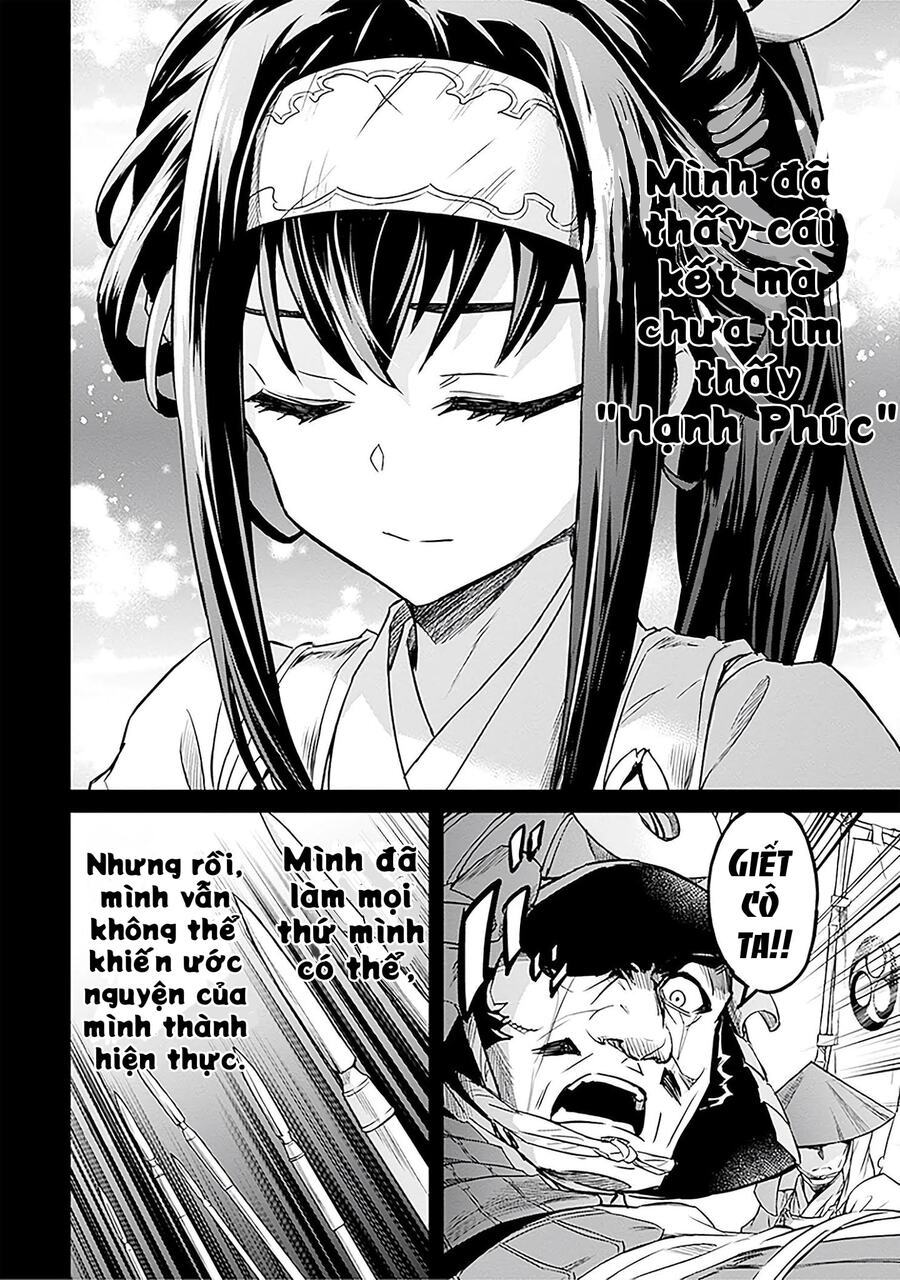 Mình đã
thấy cái
kết mà
chưa tìm
thấy
"Hạnh Phúc"
GIẾT
CÔ
TA!!
Mình đã
làm mọi
thứ mình
có thể,
Nhưng rồi,
mình vẫn
không thể
khiến ước
nguyện của
mình thành
hiện thực.